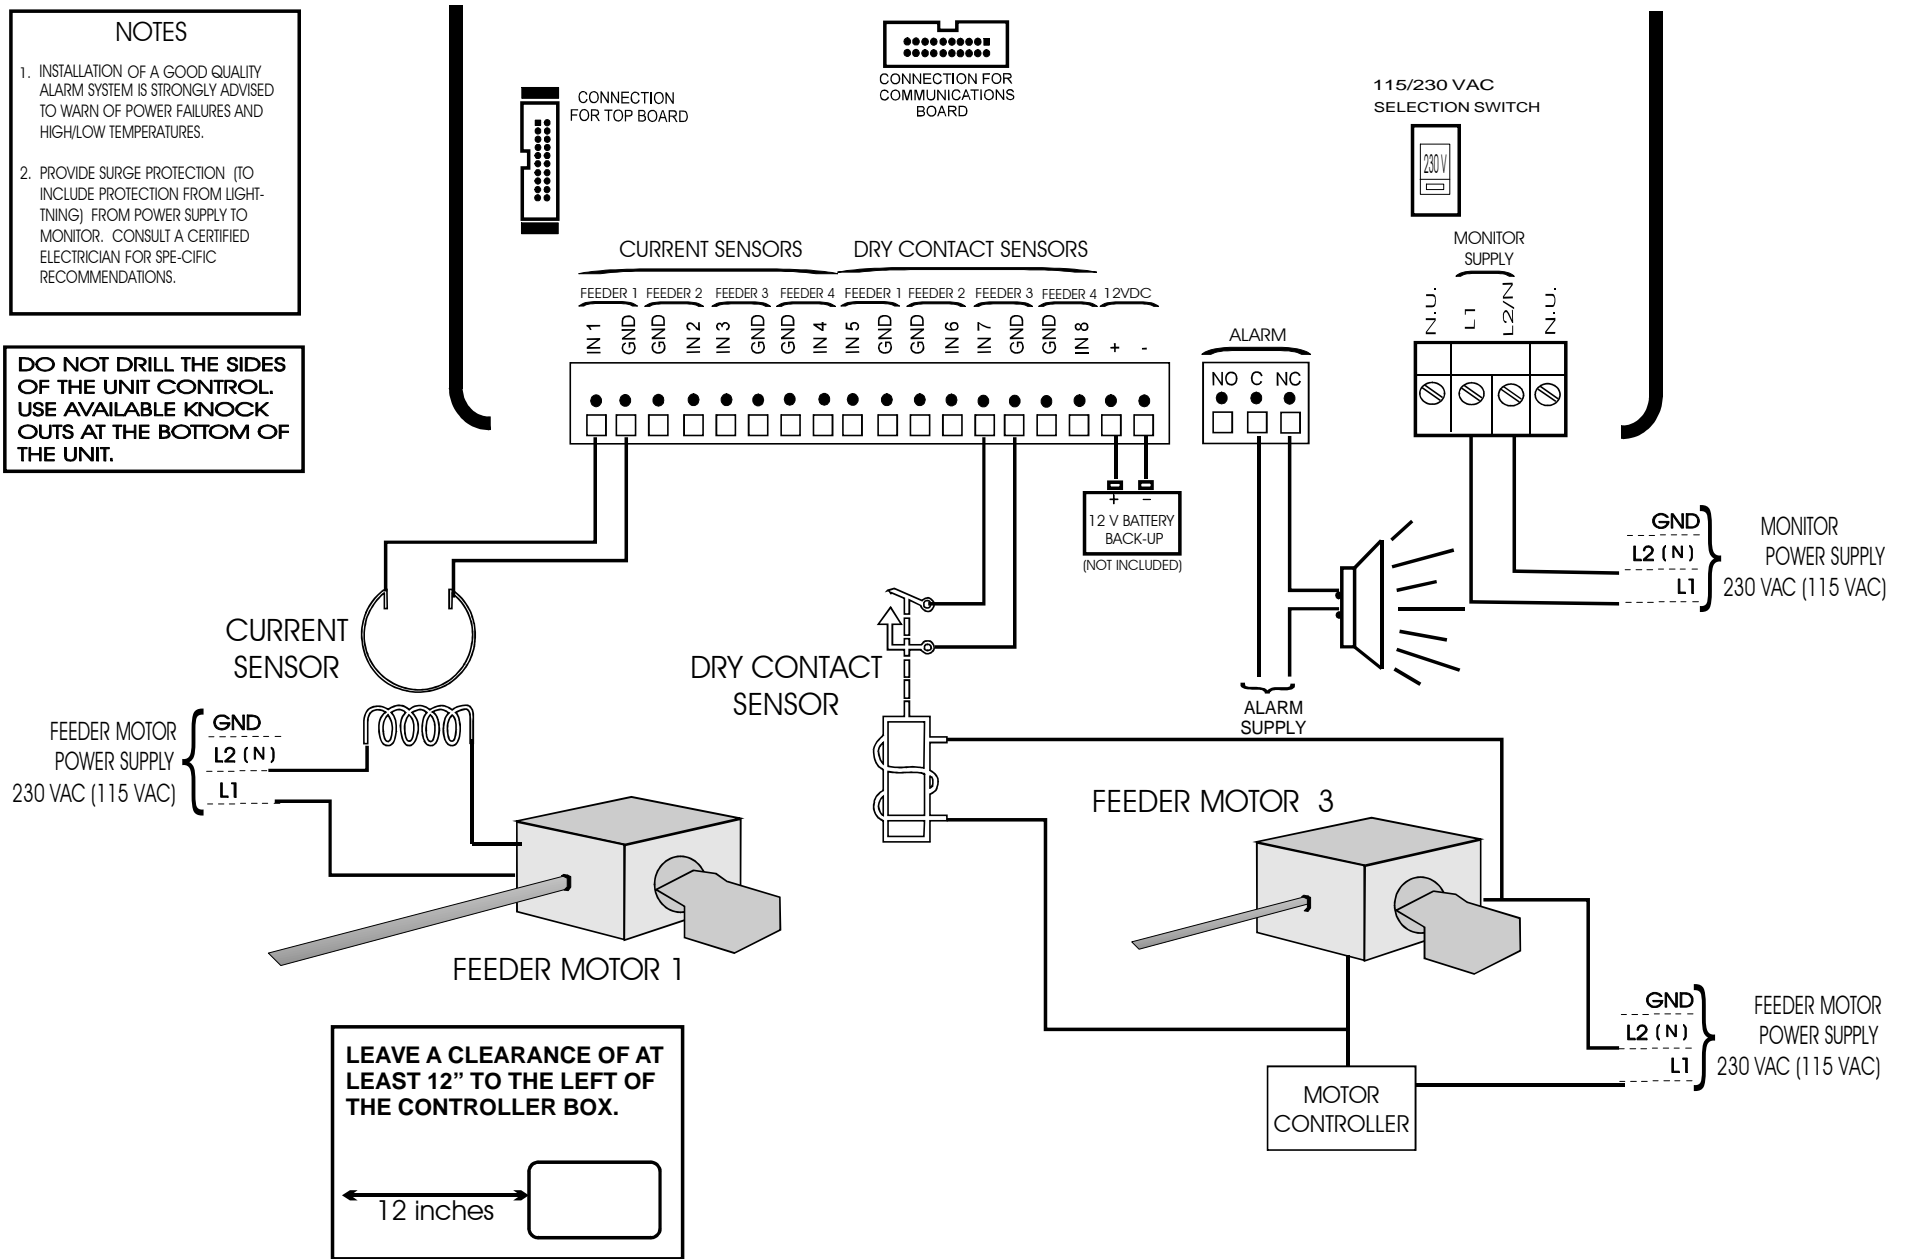 NOTES
1. INSTALLATION OF A GOOD QUALITY
ALARM SYSTEM IS STRONGLY ADVISED
TO WARN OF POWER FAILURES AND
HIGH/LOW TEMPERATURES.
2. PROVIDE SURGE PROTECTION (TO
INCLUDE PROTECTION FROM LIGHT-
TNING) FROM POWER SUPPLY TO
MONITOR. CONSULT A CERTIFIED
ELECTRICIAN FOR SPE-CIFIC
RECOMMENDATIONS.
DO NOT DRILL THE SIDES
OF THE UNIT CONTROL.
USE AVAILABLE KNOCK
OUTS AT THE BOTTOM OF
THE UNIT.
CONNECTION
FOR TOP BOARD
CONNECTION FOR
COMMUNICATIONS
BOARD
115/230 VAC
SELECTION SWITCH
230 V
CURRENT SENSORS DRY CONTACT SENSORS
FEEDER 1 FEEDER 2 FEEDER 3 FEEDER 4 FEEDER 1 FEEDER 2 FEEDER 3 FEEDER 4 12VDC
IN 1 GND GND IN 2 IN 3 GND GND IN 4 IN 5 GND GND IN 6 IN 7 GND GND IN 8 + -
ALARM
NO C NC
MONITOR
SUPPLY
N.U. L1 L2/N N.U.
+ −
12 V BATTERY
BACK-UP
(NOT INCLUDED)
GND
L2 (N)
L1
MONITOR
POWER SUPPLY
230 VAC (115 VAC)
CURRENT
SENSOR
DRY CONTACT
SENSOR
ALARM
SUPPLY
FEEDER MOTOR
POWER SUPPLY
230 VAC (115 VAC)
GND
L2 (N)
L1
FEEDER MOTOR 1
FEEDER MOTOR 3
GND
L2 (N)
L1
FEEDER MOTOR
POWER SUPPLY
230 VAC (115 VAC)
MOTOR
CONTROLLER
LEAVE A CLEARANCE OF AT
LEAST 12” TO THE LEFT OF
THE CONTROLLER BOX.
12 inches